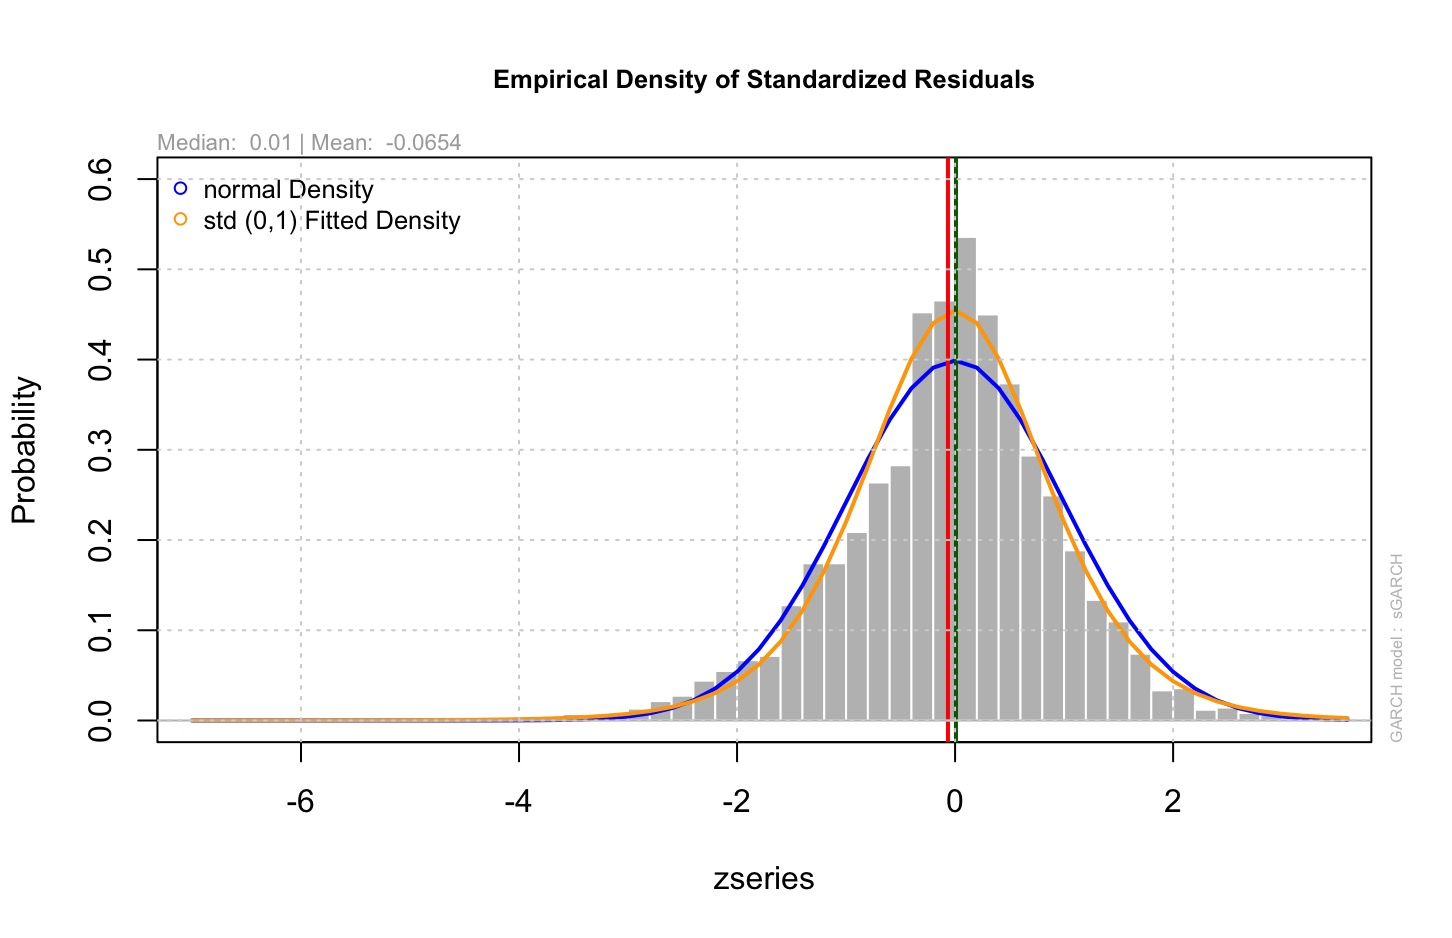 Empirical Density of Standardized Residuals
Median:  0.01 | Mean:  -0.0654
normal Density
std (0,1) Fitted Density
Probability
0.6
0.5
0.4
0.3
0.2
0.1
0.0
-6
-4
-2
0
2
zseries
GARCH model :  sGARCH